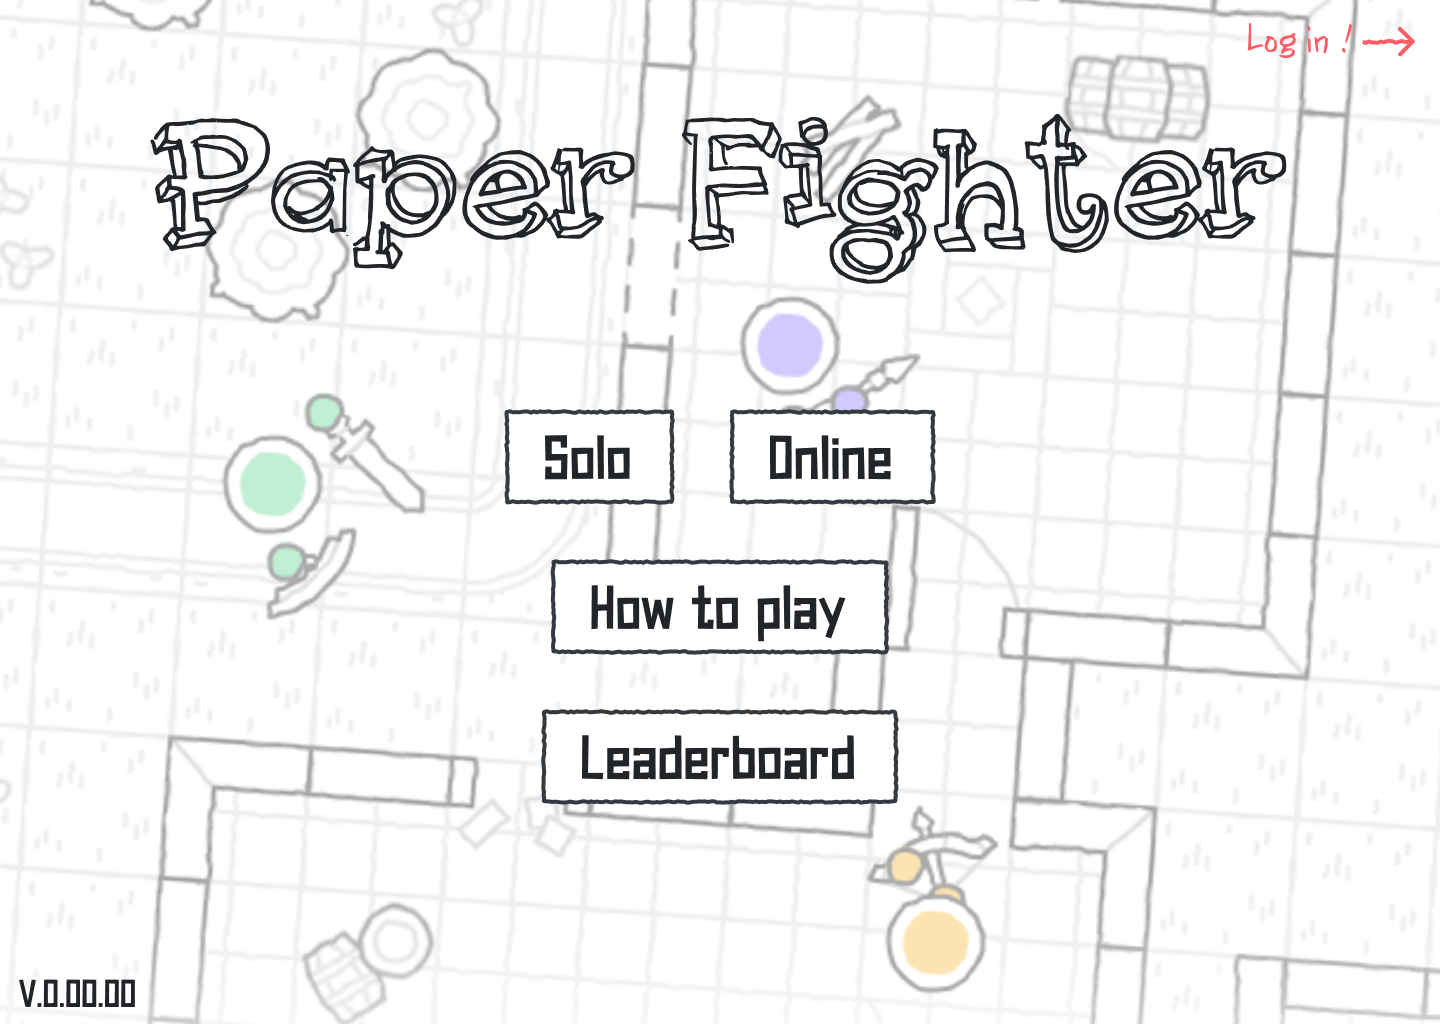 Log in !
Paper Fighter
Solo
Online
How to play
Leaderboard
V.0.00.00